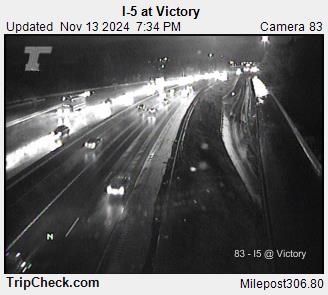 I-5 at Victory
Updated Nov 13 2024 7:34 PM Camera 83
N
83 - I5 @ Victory
TripCheck.com Milepost306.80